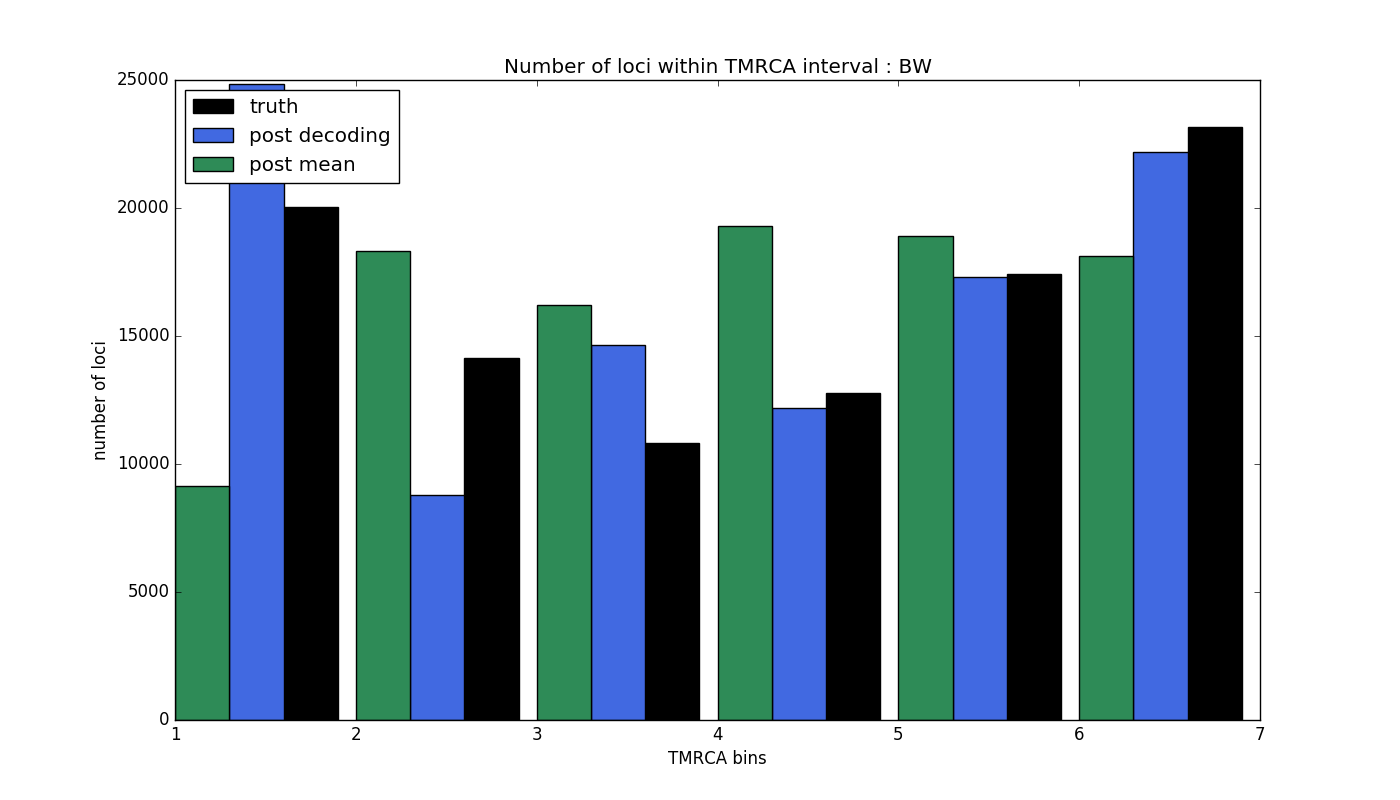 Number of loci within TMRCA interval : BW
25000
20000
15000
10000
5000
0
number of loci
truth
post decoding
post mean
1 2 3 4 5 6 7
TMRCA bins